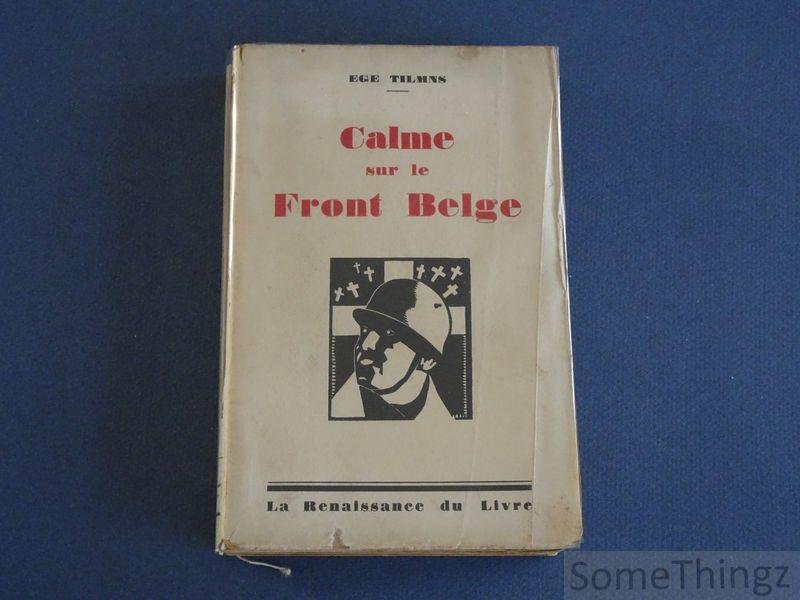 EGE TILMNS
Calme
sur le
Front Belge
La Renaissance du Livre
SomeThingz